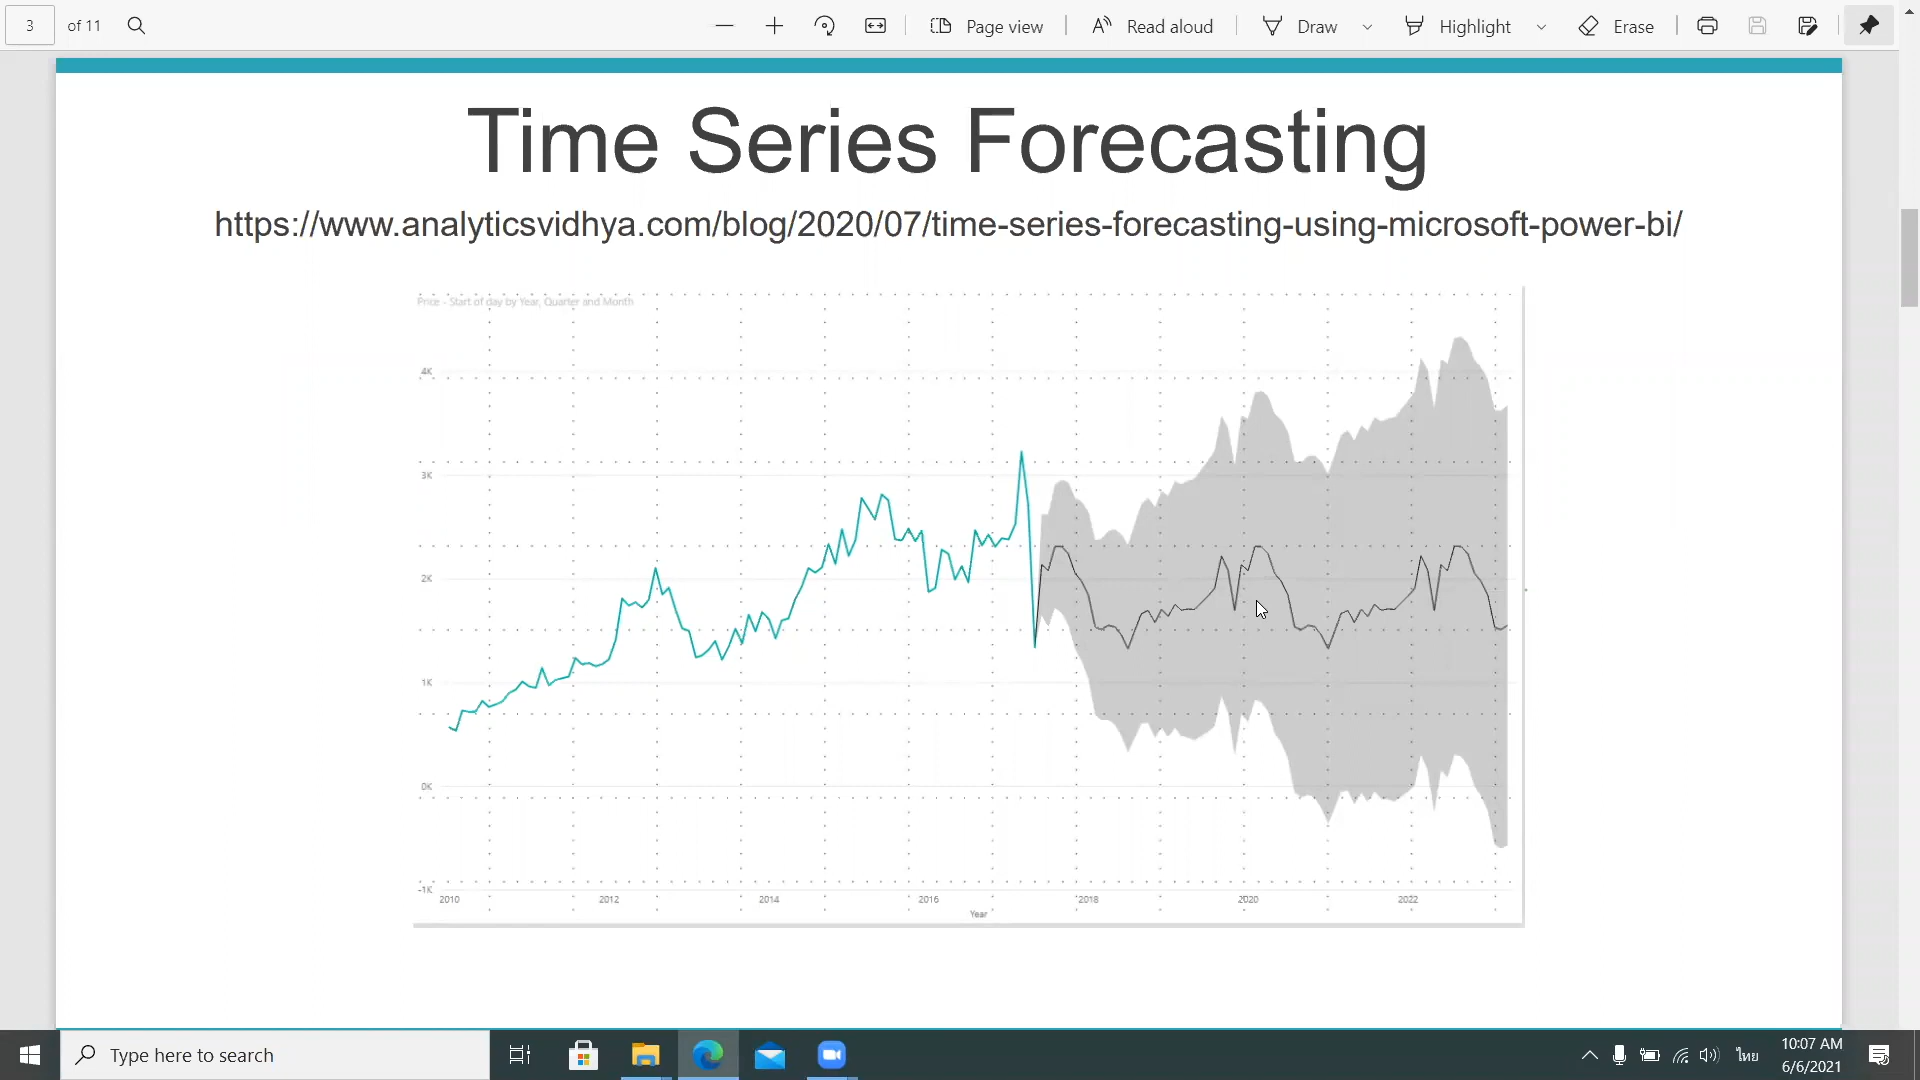 3 of 11 Page view Read aloud Draw Highlight Erase
Time Series Forecasting
https://www.analyticsvidhya.com/blog/2020/07/time-series-forecasting-using-microsoft-power-bi/
Price - Start of day by Year, Quarter and Month
4K
3K
2K
1K
0K
-1K
2010 2012 2014 2016 2018 2020 2022
Year
Type here to search
ไทย
10:07 AM
6/6/2021